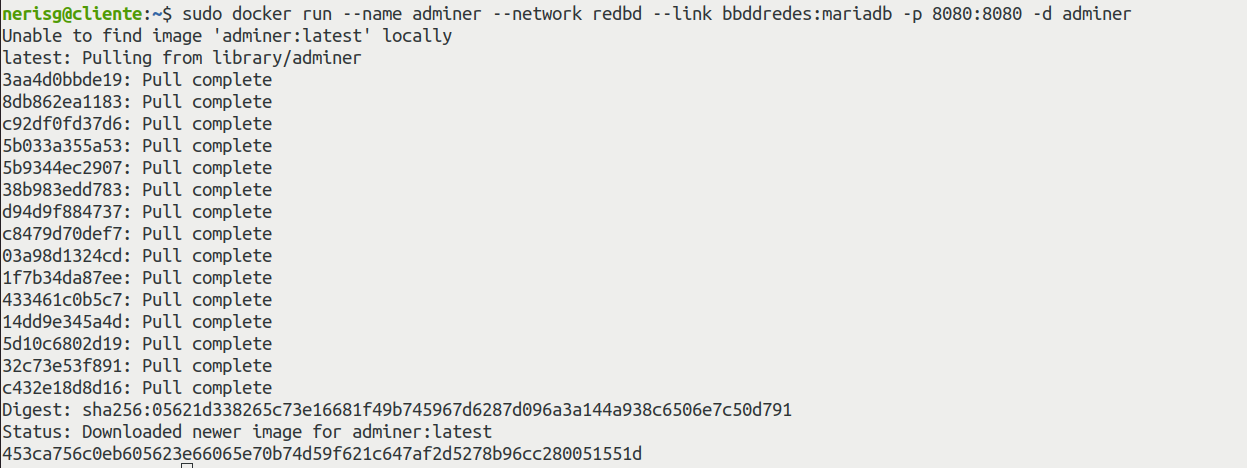 nerisg@cliente:~$ sudo docker run --name adminer --network redbd --link bbddredes:mariadb -p 8080:8080 -d adminer
Unable to find image 'adminer:latest' locally
latest: Pulling from library/adminer
3aa4d0bbde19: Pull complete
8db862ea1183: Pull complete
c92df0fd37d6: Pull complete
5b033a355a53: Pull complete
5b9344ec2907: Pull complete
38b983edd783: Pull complete
d94d9f884737: Pull complete
c8479d70def7: Pull complete
03a98d1324cd: Pull complete
1f7b34da87ee: Pull complete
433461c0b5c7: Pull complete
14dd9e345a4d: Pull complete
5d10c6802d19: Pull complete
32c73e53f891: Pull complete
c432e18d8d16: Pull complete
Digest: sha256:05621d338265c73e16681f49b745967d6287d096a3a144a938c6506e7c50d791
Status: Downloaded newer image for adminer:latest
453ca756c0eb605623e66065e70b74d59f621c647af2d5278b96cc280051551d